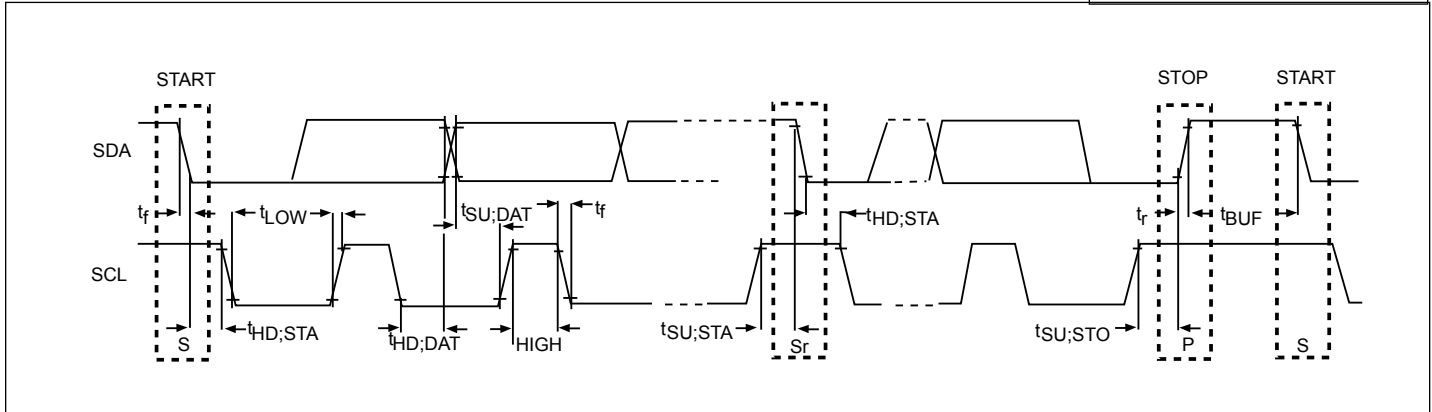 START STOP START
SDA
tf tLOW tSU;DAT tf tHD;STA tr tBUF
SCL
tHD;STA tHD;DAT HIGH tSU;STA tSU;STO
S Sr P S